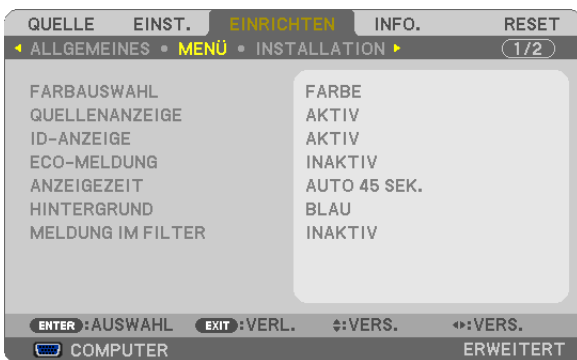 QUELLE EINST. EINRICHTEN INFO. RESET
ALLGEMEINES • MENÜ • INSTALLATION 1/2
FARBAUSWAHL FARBE
QUELLENANZEIGE AKTIV
ID-ANZEIGE AKTIV
ECO-MELDUNG INAKTIV
ANZEIGEZEIT AUTO 45 SEK.
HINTERGRUND BLAU
MELDUNG IM FILTER INAKTIV
ENTER :AUSWAHL EXIT :VERL. :VERS. :VERS.
COMPUTER ERWEITERT